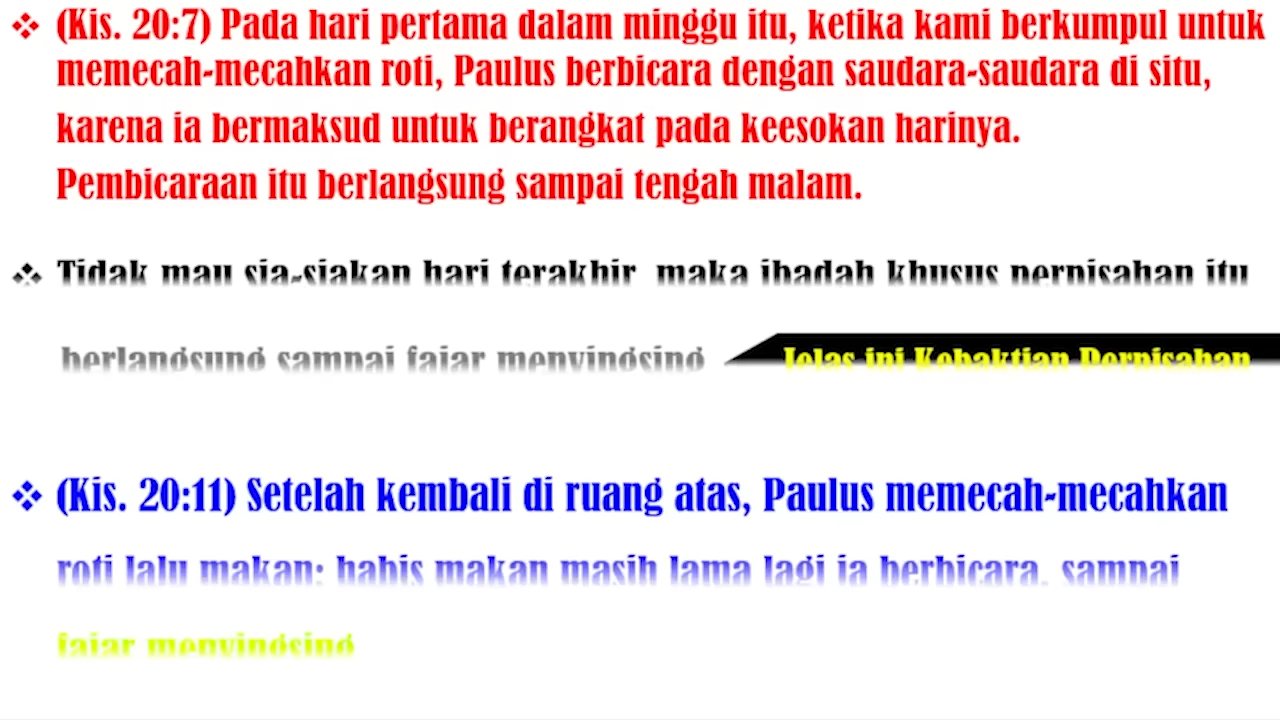 ❖ (Kis. 20:7) Pada hari pertama dalam minggu itu, ketika kami berkumpul untuk
memecah-mecahkan roti, Paulus berbicara dengan saudara-saudara di situ,
karena ia bermaksud untuk berangkat pada keesokan harinya.
Pembicaraan itu berlangsung sampai tengah malam.
❖ Tidak mau sia-siakan hari terakhir, maka ibadah khusus perpisahan itu
berlangsung sampai fajar menyingsing
Jelas ini Kebaktian Perpisahan
❖ (Kis. 20:11) Setelah kembali di ruang atas, Paulus memecah-mecahkan
roti lalu makan; habis makan masih lama lagi ia berbicara, sampai
fajar menyingsing